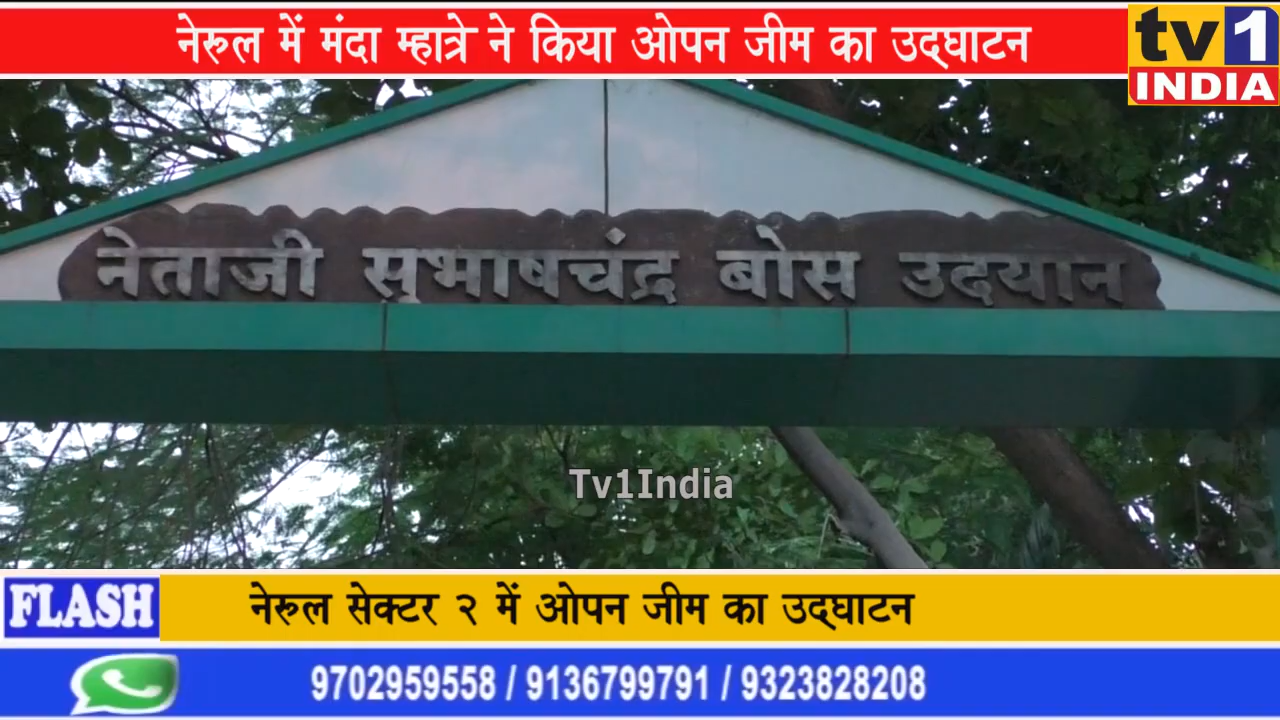 नेरूल में मंदा म्हात्रे ने किया ओपन जीम का उद्‌घाटन
tv1
INDIA
नेताजी सुभाषचंद्र बोस उदयान
Tv1India
FLASH
नेरूल सेक्टर २ में ओपन जीम का उद्‌घाटन
9702959558 / 9136799791 / 9323828208